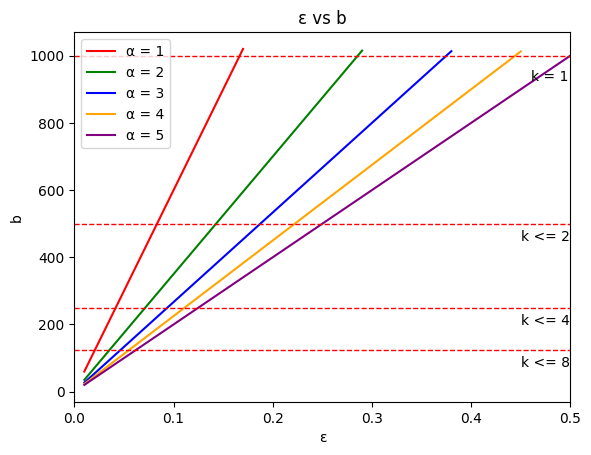 ε vs b
α = 1
α = 2
α = 3
α = 4
α = 5
k = 1
k <= 2
k <= 4
k <= 8
1000
800
600
400
200
0
b
0.0 0.1 0.2 0.3 0.4 0.5
ε